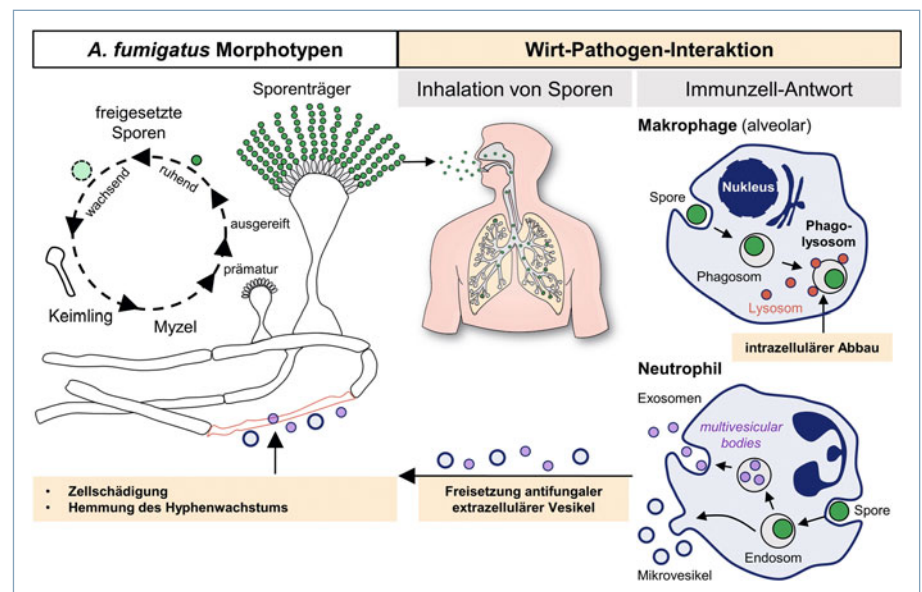 A. fumigatus Morphotypen
Wirt-Pathogen-Interaktion
Sporenträger
freigesetzte
Sporen
ruhend
wachsend
ausgereift
prämatur
Keimling
Myzel
Inhalation von Sporen
Immunzell-Antwort
Makrophage (alveolar)
Nukleus
Spore
Phago-
lysosom
Phagosom
Lysosom
intrazellulärer Abbau
Neutrophil
Exosomen
multivesicular
bodies
Spore
Endosom
Mikrovesikel
Freisetzung antifungaler
extrazellulärer Vesikel
• Zellschädigung
• Hemmung des Hyphenwachstums